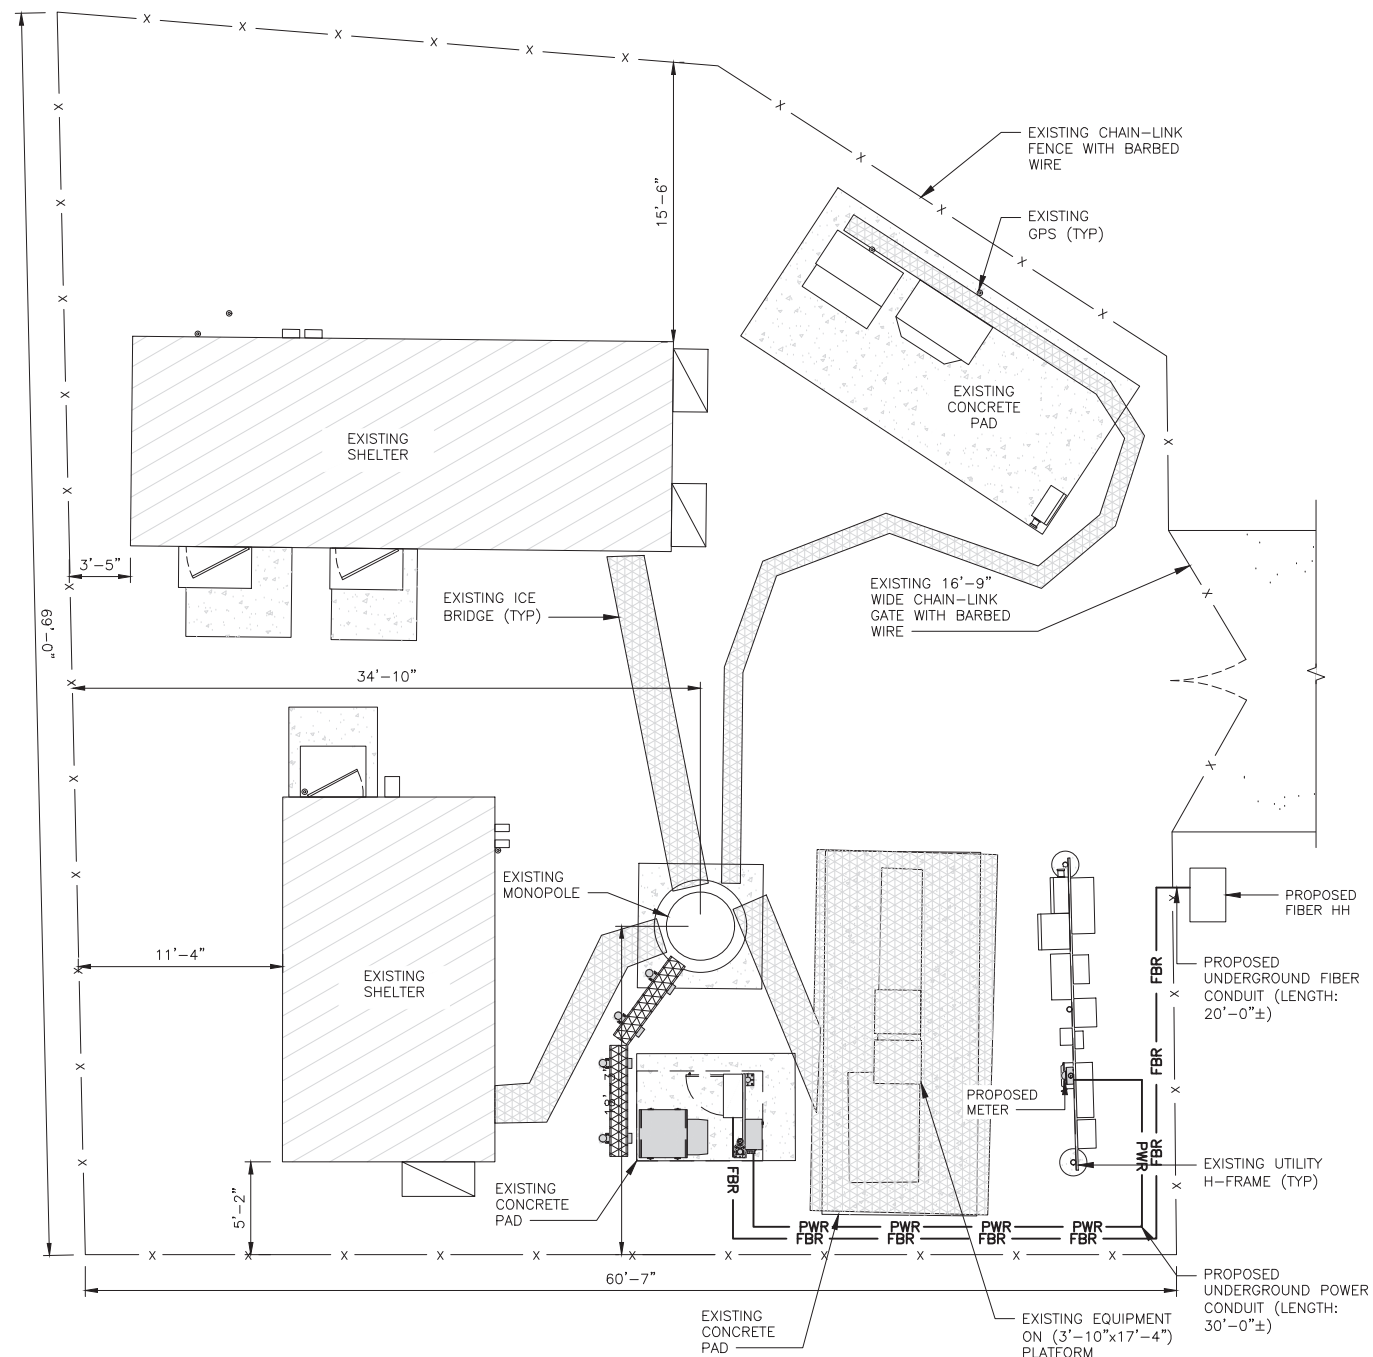 EXISTING CHAIN-LINK
FENCE WITH BARBED
WIRE
15'-6"
EXISTING
GPS (TYP)
EXISTING
CONCRETE
PAD
EXISTING
SHELTER
3'-5"
EXISTING ICE
BRIDGE (TYP)
EXISTING 16'-9"
WIDE CHAIN-LINK
GATE WITH BARBED
WIRE
69'-0"
34'-10"
EXISTING
MONOPOLE
PROPOSED
FIBER HH
11'-4"
EXISTING
SHELTER
FBR
PROPOSED
UNDERGROUND FIBER
CONDUIT (LENGTH:
20'-0"±)
FBR
PROPOSED
METER
PWR
FBR
EXISTING UTILITY
H-FRAME (TYP)
5'-2"
EXISTING
CONCRETE
PAD
FBR
PWR PWR PWR PWR
FBR FBR FBR FBR
60'-7"
PROPOSED
UNDERGROUND POWER
CONDUIT (LENGTH:
30'-0"±)
EXISTING
CONCRETE
PAD
EXISTING EQUIPMENT
ON (3'-10"x17'-4")
PLATFORM